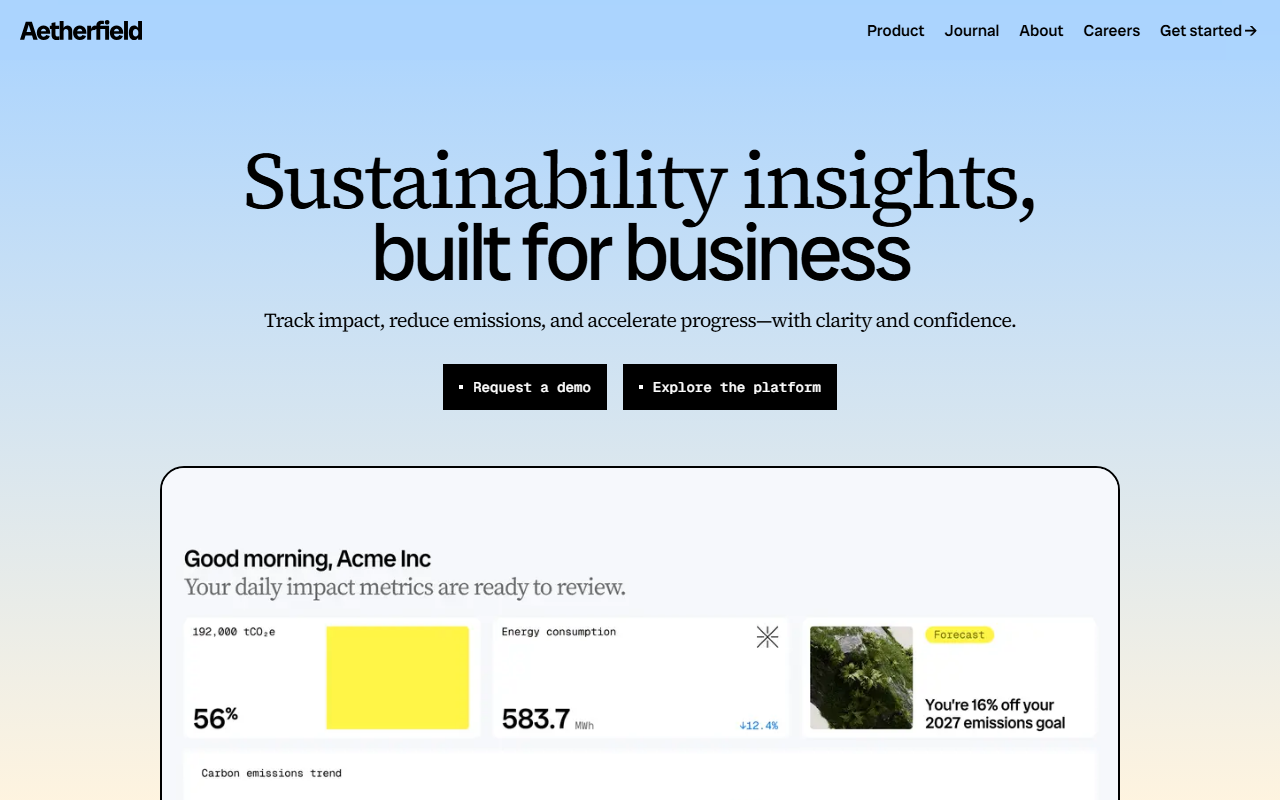 Aetherfield
Product Journal About Careers Get started →
Sustainability insights,
built for business
Track impact, reduce emissions, and accelerate progress—with clarity and confidence.
Request a demo
Explore the platform
Good morning, Acme Inc
Your daily impact metrics are ready to review.
192,000 tCO₂e
56%
Energy consumption
583.7 MWh
↓12.4%
Forecast
You're 16% off your
2027 emissions goal
Carbon emissions trend